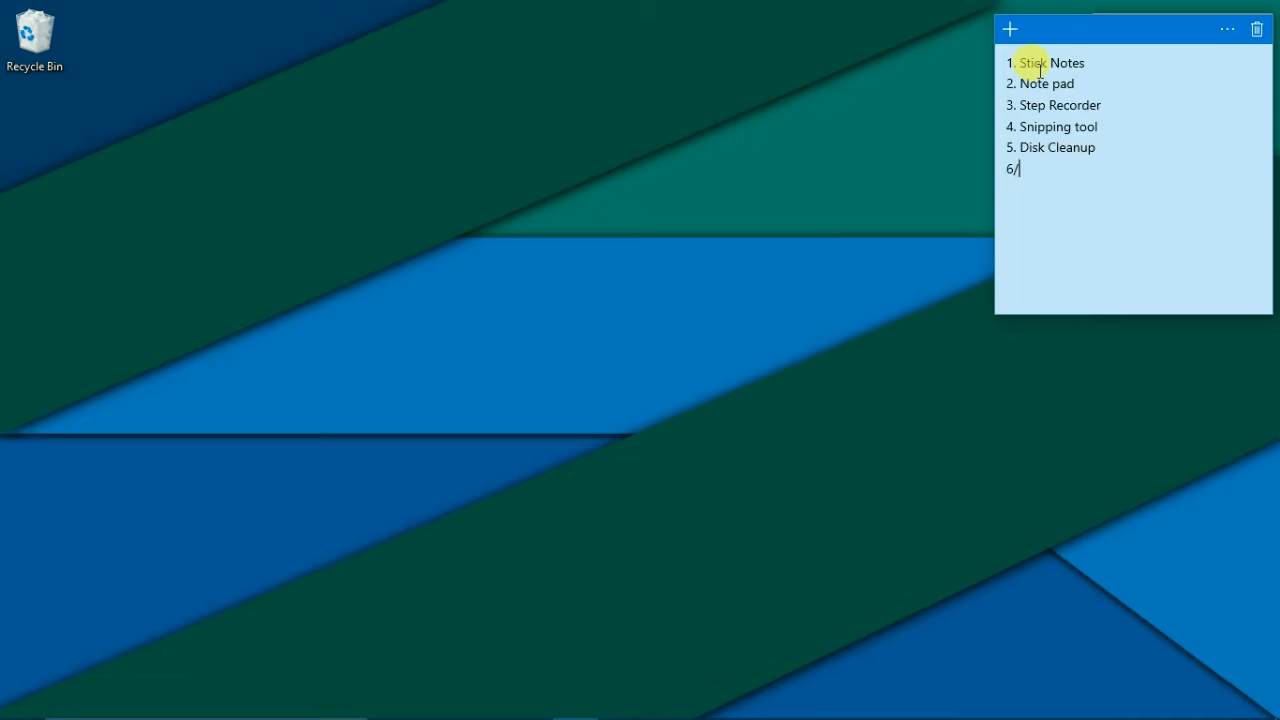 Recycle Bin
1. Stick Notes
2. Note pad
3. Step Recorder
4. Snipping tool
5. Disk Cleanup
6/